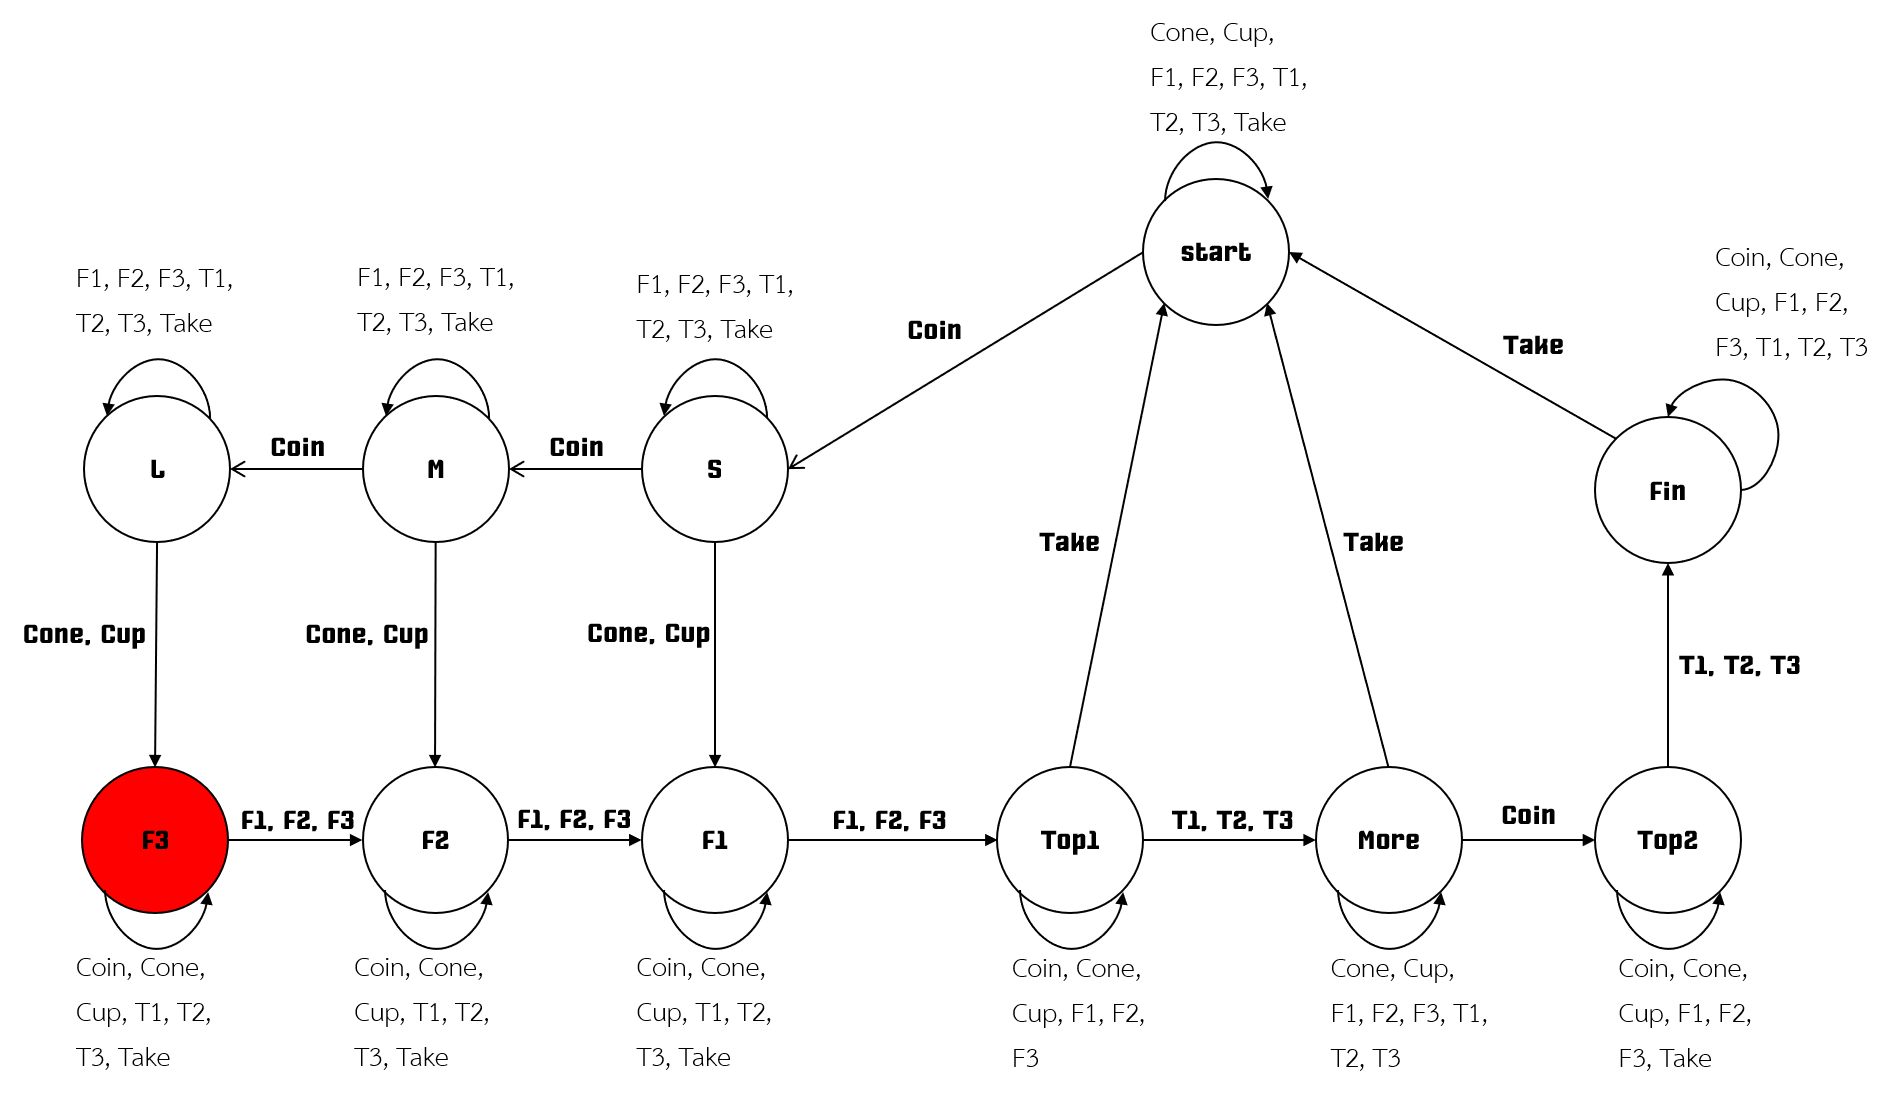 Cone, Cup,
F1, F2, F3, T1,
T2, T3, Take
start
Coin, Cone,
Cup, F1, F2,
F3, T1, T2, T3
F1, F2, F3, T1,
T2, T3, Take
F1, F2, F3, T1,
T2, T3, Take
F1, F2, F3, T1,
T2, T3, Take
Coin
Take
L
Coin
M
Coin
S
Fin
Take
Take
Cone, Cup
Cone, Cup
Cone, Cup
T1, T2, T3
F3
F1, F2, F3
F2
F1, F2, F3
F1
F1, F2, F3
Top1
T1, T2, T3
More
Coin
Top2
Coin, Cone,
Cup, T1, T2,
T3, Take
Coin, Cone,
Cup, T1, T2,
T3, Take
Coin, Cone,
Cup, T1, T2,
T3, Take
Coin, Cone,
Cup, F1, F2,
F3
Cone, Cup,
F1, F2, F3, T1,
T2, T3
Coin, Cone,
Cup, F1, F2,
F3, Take